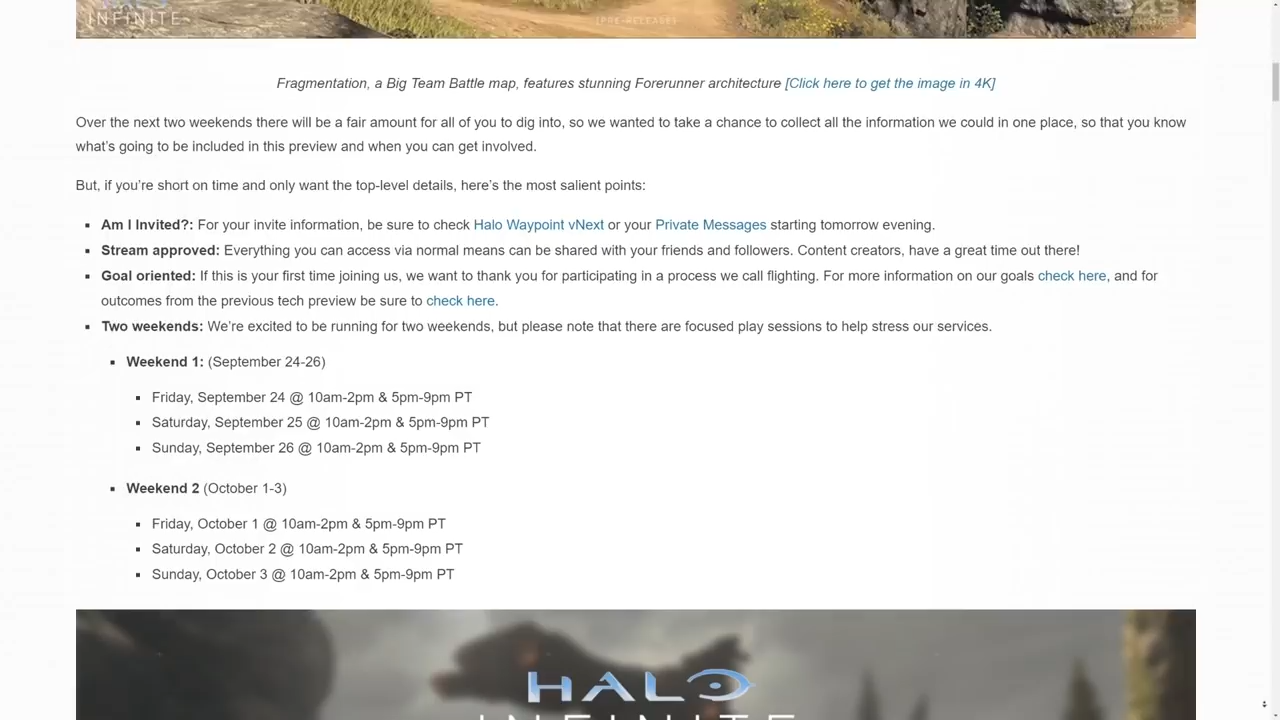 INFINITE
[PRE-RELEASE]
Fragmentation, a Big Team Battle map, features stunning Forerunner architecture [Click here to get the image in 4K]
Over the next two weekends there will be a fair amount for all of you to dig into, so we wanted to take a chance to collect all the information we could in one place, so that you know
what’s going to be included in this preview and when you can get involved.
But, if you’re short on time and only want the top-level details, here’s the most salient points:
Am I Invited?: For your invite information, be sure to check Halo Waypoint vNext or your Private Messages starting tomorrow evening.
Stream approved: Everything you can access via normal means can be shared with your friends and followers. Content creators, have a great time out there!
Goal oriented: If this is your first time joining us, we want to thank you for participating in a process we call flighting. For more information on our goals check here, and for
outcomes from the previous tech preview be sure to check here.
Two weekends: We’re excited to be running for two weekends, but please note that there are focused play sessions to help stress our services.
Weekend 1: (September 24-26)
Friday, September 24 @ 10am-2pm & 5pm-9pm PT
Saturday, September 25 @ 10am-2pm & 5pm-9pm PT
Sunday, September 26 @ 10am-2pm & 5pm-9pm PT
Weekend 2 (October 1-3)
Friday, October 1 @ 10am-2pm & 5pm-9pm PT
Saturday, October 2 @ 10am-2pm & 5pm-9pm PT
Sunday, October 3 @ 10am-2pm & 5pm-9pm PT
HALO
INFINITE